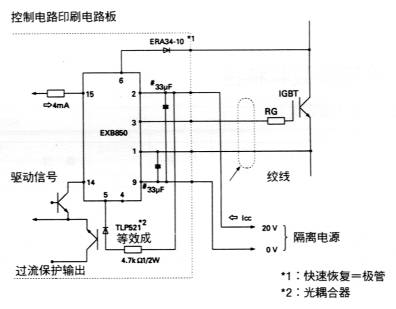 控制电路印刷电路板
ERA34-10 *1
6
15
⇨4mA
2
#
33μF
IGBT
3
RG
EXB850
1
驱动信号
14
9
#33μF
绞线
5 4
⇦ Icc
TLP521 *2
等效成
20 V
隔离电源
0 V
过流保护输出
4.7kΩ1/2W
*1：快速恢复＝极管
*2：光耦合器